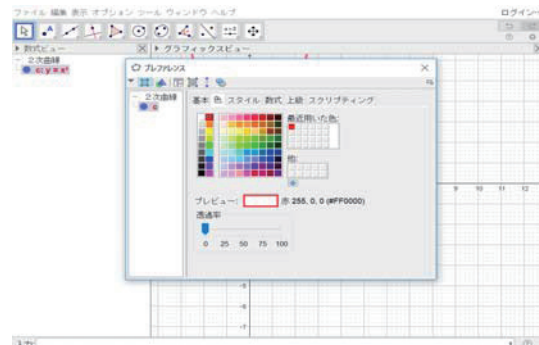 ファイル 編集 表示 オプション ツール ウィンドウ ヘルプ
ログイン
数式ビュー
グラフィックスビュー
2次曲線
c: y = x²
プレファレンス
2次曲線
c
基本 色 スタイル 数式 上級 スクリプティング
最近用いた色:
他:
プレビュー:
赤 255, 0, 0 (#FF0000)
透過率
0 25 50 75 100
9 10 11 12
-5
-6
-7
入力: